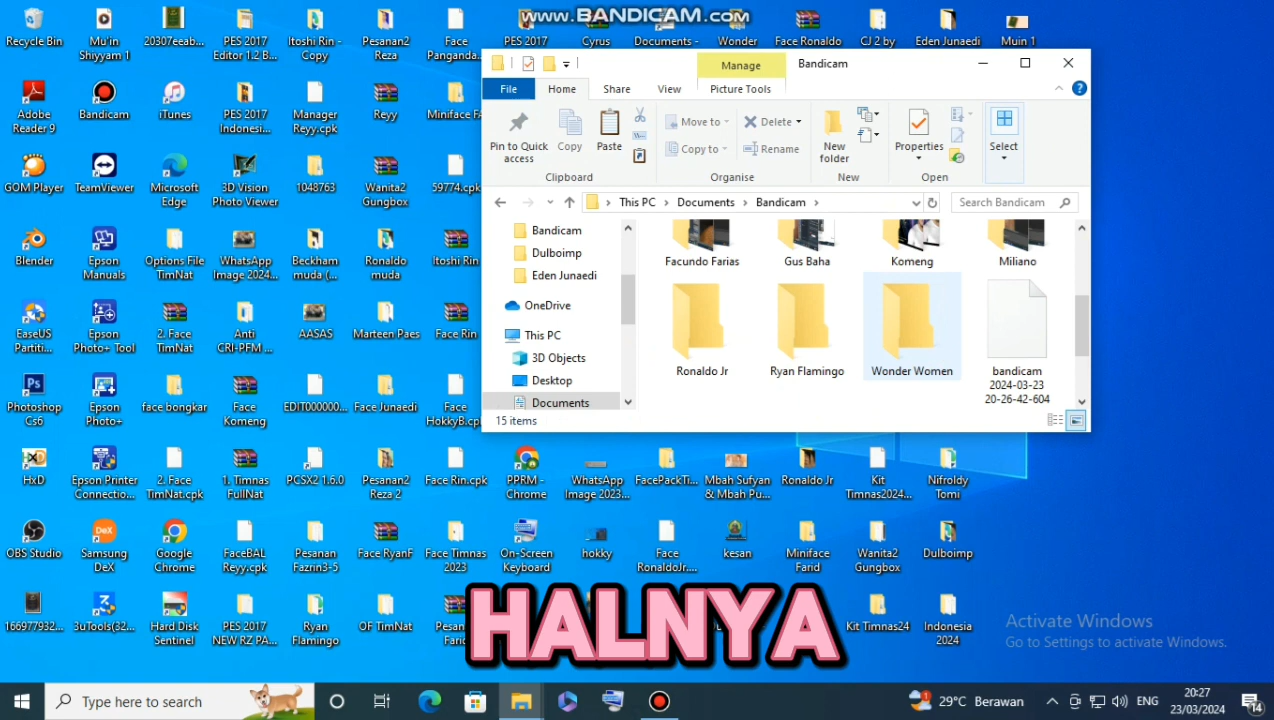 www.BANDICAM.com
Recycle Bin
Mu'in Shiyyam 1
20307eeab...
PES 2017 Editor 1.2 B...
Itoshi Rin - Copy
Pesanan2 Reza
Face Panganda...
PES 2017
Cyrus
Documents -
Wonder
Face Ronaldo
CJ 2 by
Eden Junaedi
Muin 1
Manage
Bandicam
File
Home
Share
View
Picture Tools
Pin to Quick access
Copy
Paste
Move to
Copy to
Delete
Rename
New folder
Properties
Select
Clipboard
Organise
New
Open
This PC
Documents
Bandicam
Search Bandicam
Bandicam
Dulboimp
Eden Junaedi
OneDrive
This PC
3D Objects
Desktop
Documents
Facundo Farias
Gus Baha
Komeng
Miliano
Ronaldo Jr
Ryan Flamingo
Wonder Women
bandicam
2024-03-23
20-26-42-604
15 items
Adobe Reader 9
Bandicam
iTunes
PES 2017 Indonesi...
Manager Reyy.cpk
Reyy
Miniface FA
GOM Player
TeamViewer
Microsoft Edge
3D Vision Photo Viewer
1048763
Wanita2 Gungbox
59774.cpk
Blender
Epson Manuals
Options File TimNat
WhatsApp Image 2024...
Beckham muda (...
Ronaldo muda
Itoshi Rin
EaseUS Partiti...
Epson Photo+ Tool
2. Face TimNat
Anti CRI-PFM ...
AASAS
Marteen Paes
Face Rin
Photoshop Cs6
Epson Photo+
face bongkar
Face Komeng
EDIT000000...
Face Junaedi
Face HokkyB.cpk
HxD
Epson Printer Connectio...
2. Face TimNat.cpk
1. Timnas FullNat
PCSX2 1.6.0
Pesanan2 Reza 2
Face Rin.cpk
PPRM - Chrome
WhatsApp Image 2023...
FacePackTi...
Mbah Sufyan & Mbah Pu...
Ronaldo Jr
Kit Timnas2024...
Nifroldy Tomi
OBS Studio
Samsung DeX
Google Chrome
FaceBAL Reyy.cpk
Pesanan Fazrin3-5
Face RyanF
Face Timnas 2023
On-Screen Keyboard
hokky
Face RonaldoJr....
kesan
Miniface Farid
Wanita2 Gungbox
Dulboimp
166977932...
3uTools(32...
Hard Disk Sentinel
PES 2017 NEW RZ PA...
Ryan Flamingo
OF TimNat
Kit Timnas24
Indonesia 2024
HALNYA
Activate Windows
Go to Settings to activate Windows.
Type here to search
29°C Berawan
ENG
20:27
23/03/2024
14